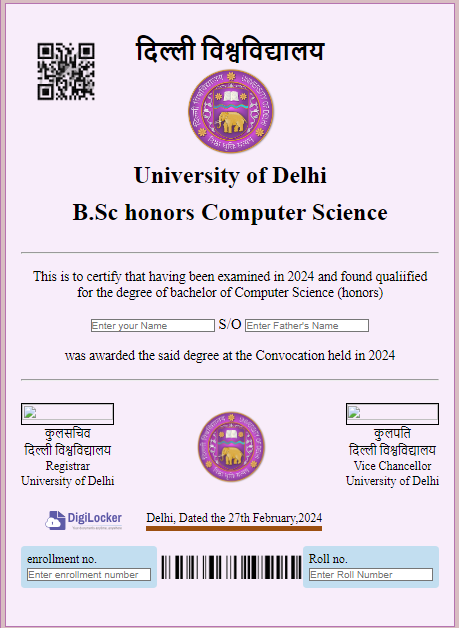 दिल्ली विश्वविद्यालय
University of Delhi
B.Sc honors Computer Science
This is to certify that having been examined in 2024 and found qualiified
for the degree of bachelor of Computer Science (honors)
Enter your Name S/O Enter Father's Name
was awarded the said degree at the Convocation held in 2024
कुलसचिव
दिल्ली विश्वविद्यालय
Registrar
University of Delhi
कुलपति
दिल्ली विश्वविद्यालय
Vice Chancellor
University of Delhi
DigiLocker
Delhi, Dated the 27th February,2024
enrollment no.
Enter enrollment number
Roll no.
Enter Roll Number